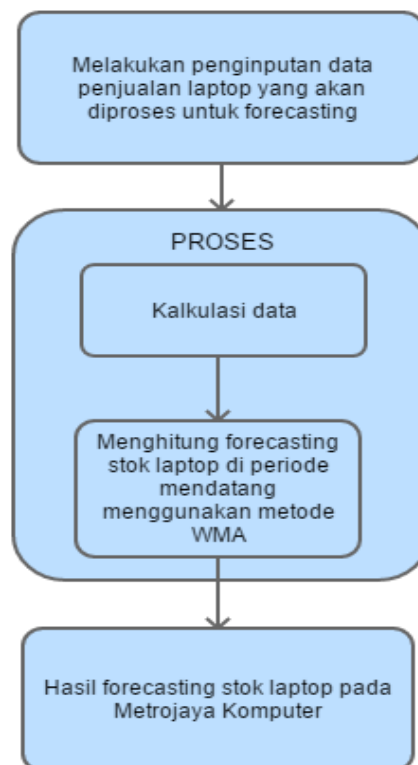 Melakukan penginputan data
penjualan laptop yang akan
diproses untuk forecasting
PROSES
Kalkulasi data
Menghitung forecasting
stok laptop di periode
mendatang
menggunakan metode
WMA
Hasil forecasting stok laptop pada
Metrojaya Komputer